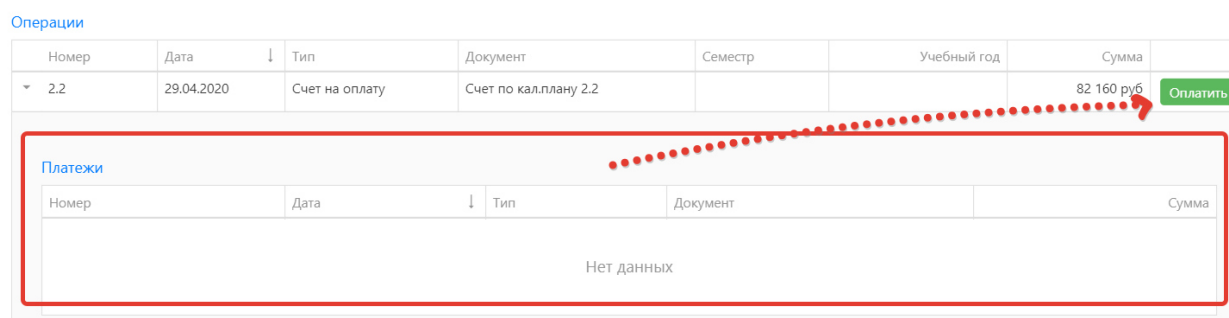 Операции
Номер Дата ↓ Тип Документ Семестр Учебный год Сумма
2.2 29.04.2020 Счет на оплату Счет по кал.плану 2.2 82 160 руб Оплатить
Платежи
Номер Дата ↓ Тип Документ Сумма
Нет данных